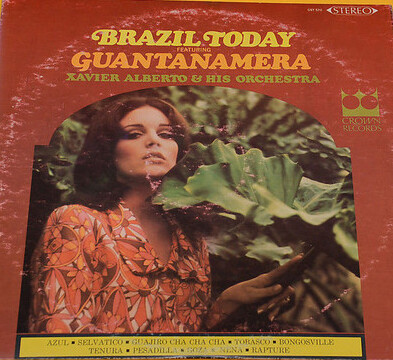 STEREO
BRAZIL TODAY
FEATURING
GUANTANAMERA
XAVIER ALBERTO & HIS ORCHESTRA
CROWN
RECORDS
AZUL • SELVATICO • GUAJIRO CHA CHA CHA • TOBASCO • BONGOSVILLE
TENURA • PESADILLA • GOZA • NENA • RAPTURE